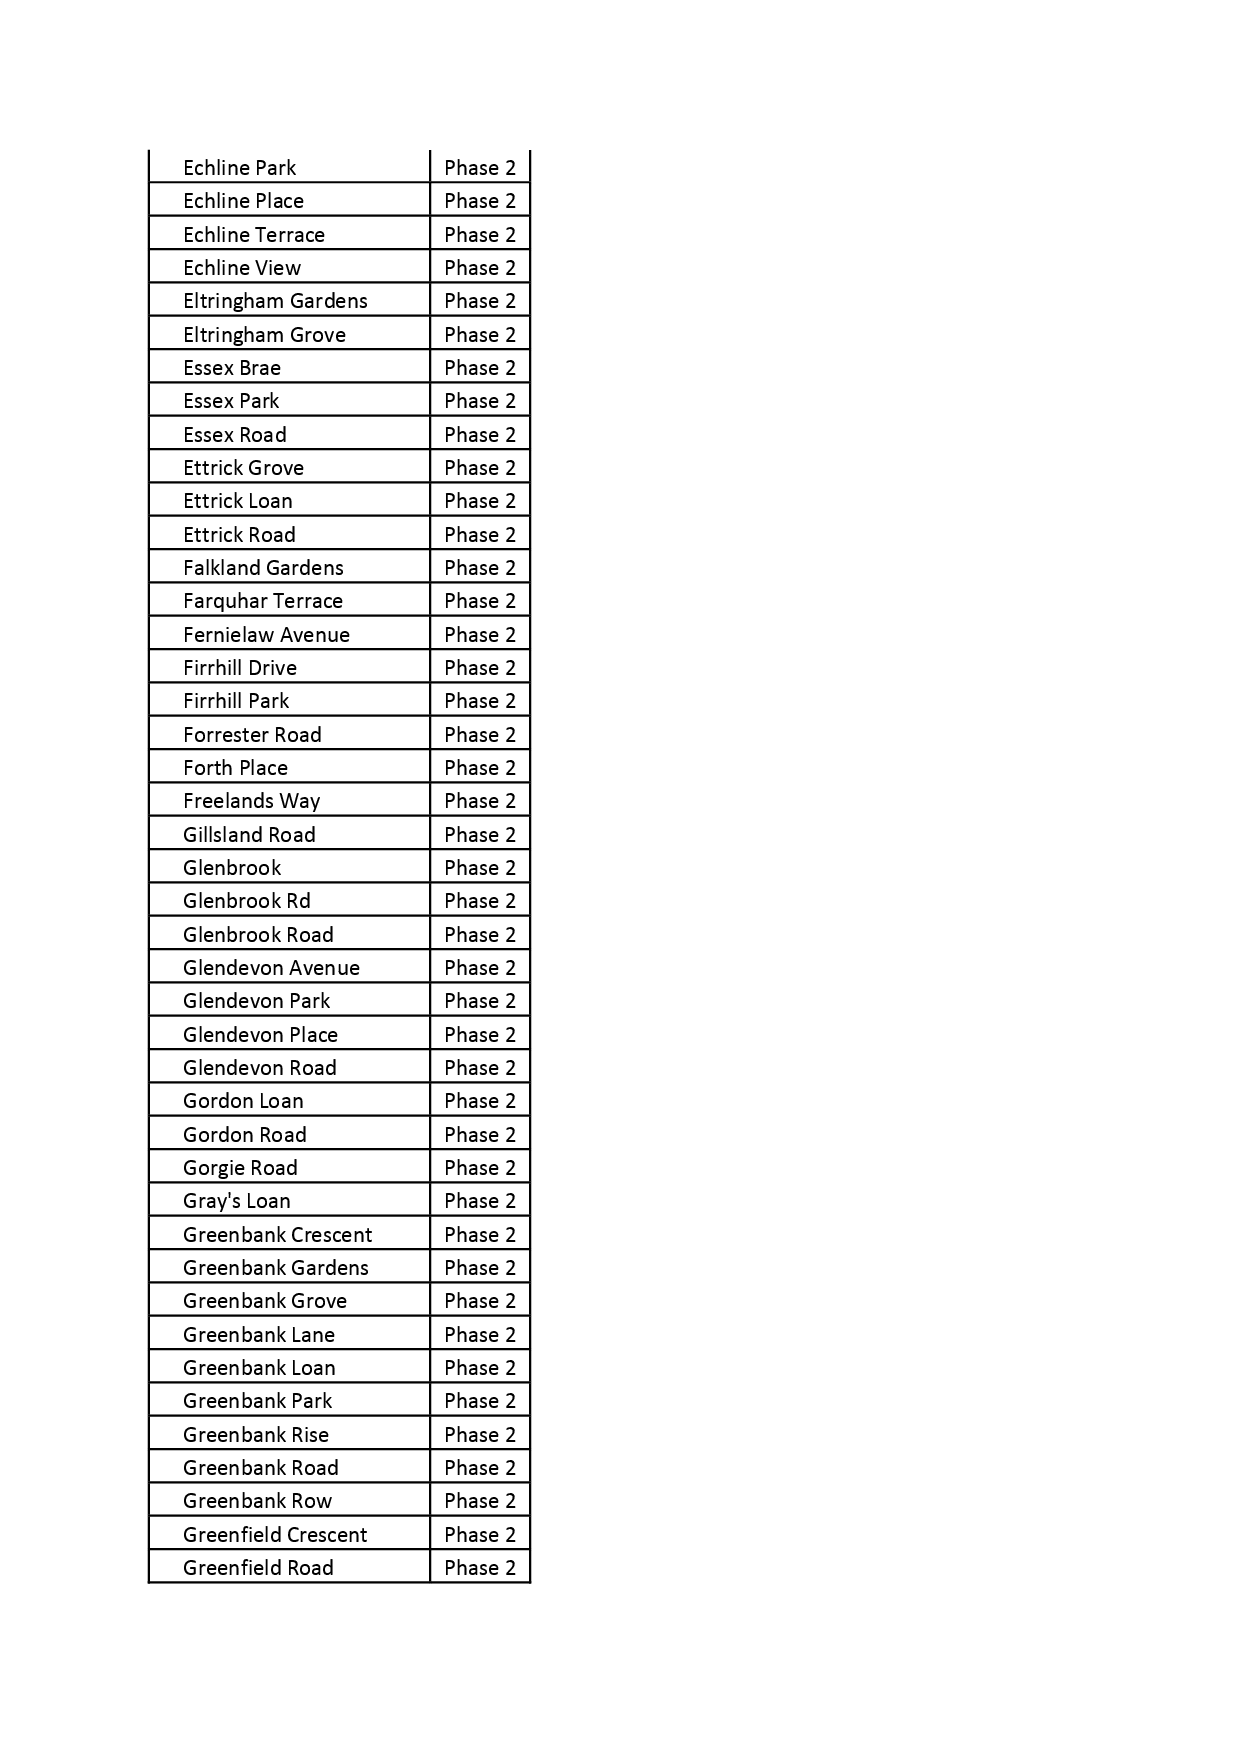 Echline Park Phase 2
Echline Place Phase 2
Echline Terrace Phase 2
Echline View Phase 2
Eltringham Gardens Phase 2
Eltringham Grove Phase 2
Essex Brae Phase 2
Essex Park Phase 2
Essex Road Phase 2
Ettrick Grove Phase 2
Ettrick Loan Phase 2
Ettrick Road Phase 2
Falkland Gardens Phase 2
Farquhar Terrace Phase 2
Fernielaw Avenue Phase 2
Firrhill Drive Phase 2
Firrhill Park Phase 2
Forrester Road Phase 2
Forth Place Phase 2
Freelands Way Phase 2
Gillsland Road Phase 2
Glenbrook Phase 2
Glenbrook Rd Phase 2
Glenbrook Road Phase 2
Glendevon Avenue Phase 2
Glendevon Park Phase 2
Glendevon Place Phase 2
Glendevon Road Phase 2
Gordon Loan Phase 2
Gordon Road Phase 2
Gorgie Road Phase 2
Gray's Loan Phase 2
Greenbank Crescent Phase 2
Greenbank Gardens Phase 2
Greenbank Grove Phase 2
Greenbank Lane Phase 2
Greenbank Loan Phase 2
Greenbank Park Phase 2
Greenbank Rise Phase 2
Greenbank Road Phase 2
Greenbank Row Phase 2
Greenfield Crescent Phase 2
Greenfield Road Phase 2